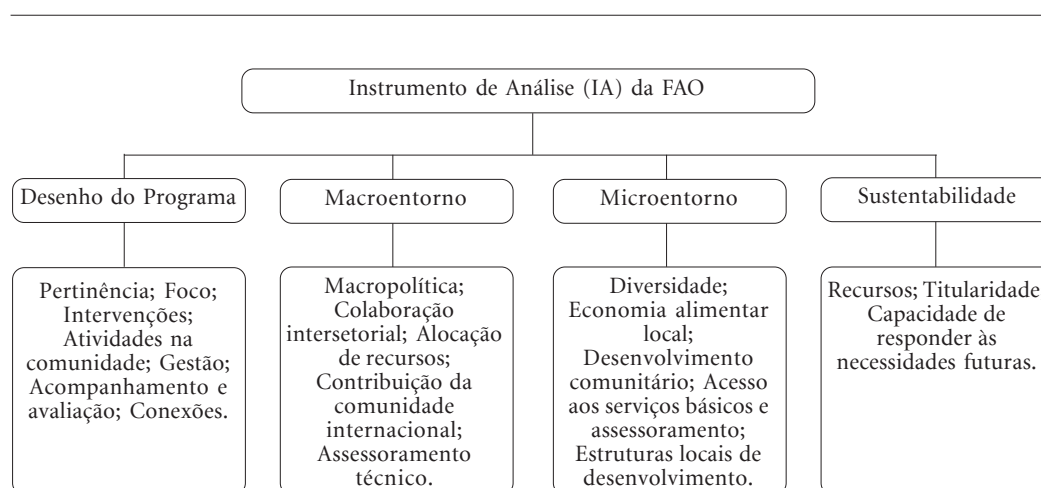 Instrumento de Análise (IA) da FAO
Desenho do Programa
Macroentorno
Microentorno
Sustentabilidade
Pertinência; Foco;
Intervenções;
Atividades na
comunidade; Gestão;
Acompanhamento e
avaliação; Conexões.
Macropolítica;
Colaboração
intersetorial; Alocação
de recursos;
Contribuição da
comunidade
internacional;
Assessoramento
técnico.
Diversidade;
Economia alimentar
local;
Desenvolvimento
comunitário; Acesso
aos serviços básicos e
assessoramento;
Estruturas locais de
desenvolvimento.
Recursos; Titularidade
Capacidade de
responder às
necessidades futuras.